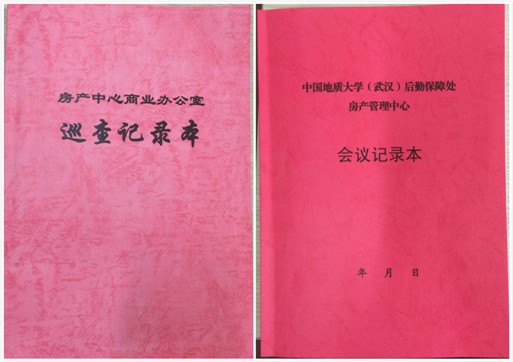 房产中心商业办公室
巡查记录本
中国地质大学（武汉）后勤保障处
房产管理中心
会议记录本
年 月 日